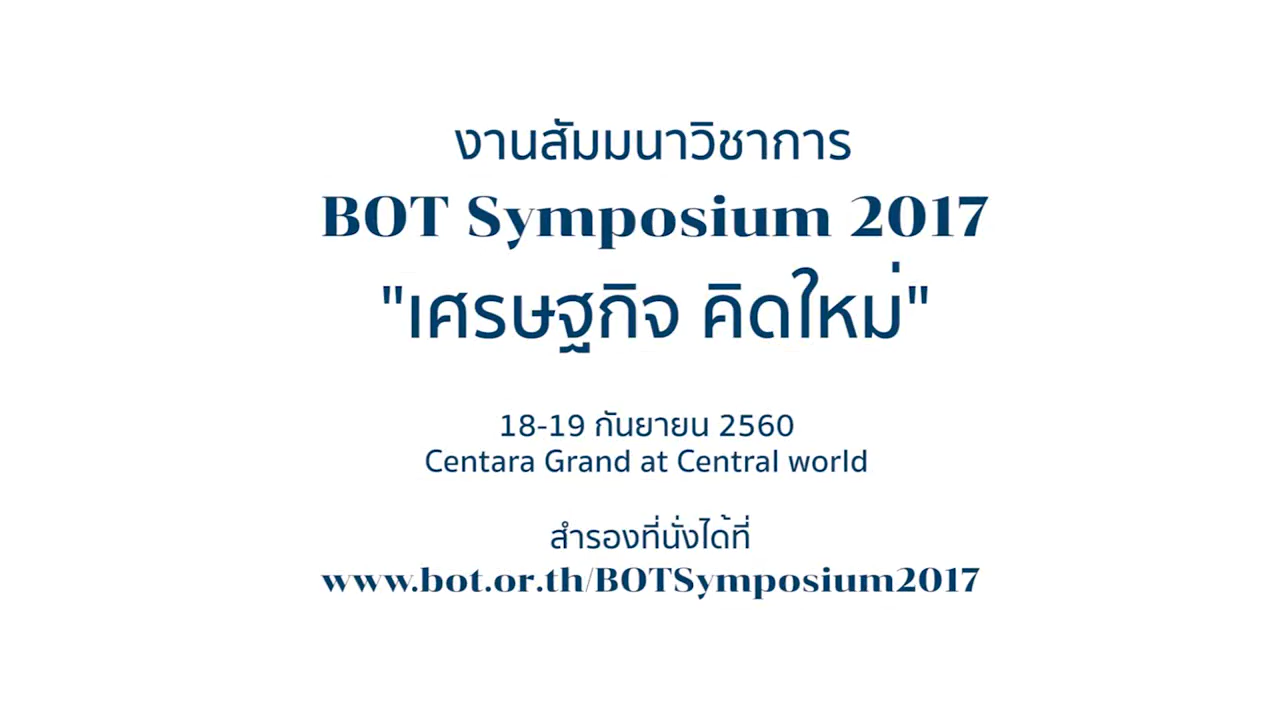 งานสัมมนาวิชาการ
BOT Symposium 2017
"เศรษฐกิจ คิดใหม่"
18-19 กันยายน 2560
Centara Grand at Central world
สำรองที่นั่งได้ที่
www.bot.or.th/BOTSymposium2017